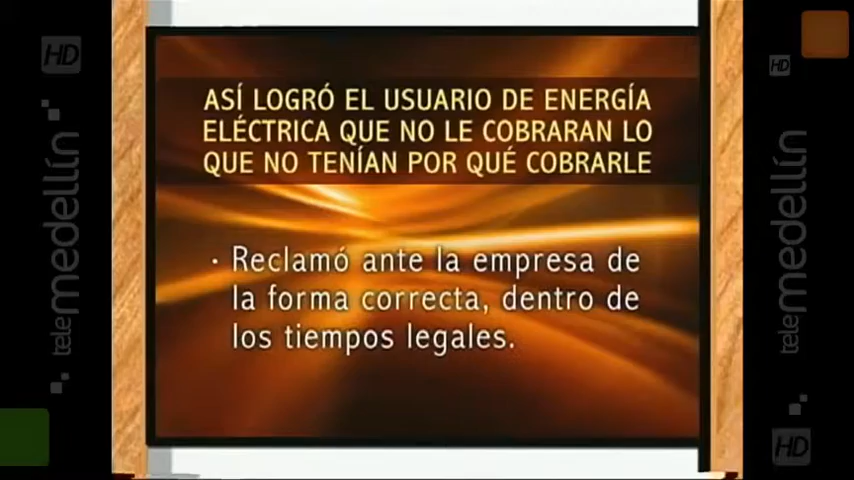 HD
telemedellín
ASÍ LOGRÓ EL USUARIO DE ENERGÍA
ELÉCTRICA QUE NO LE COBRARAN LO
QUE NO TENÍAN POR QUÉ COBRARLE
· Reclamó ante la empresa de
la forma correcta, dentro de
los tiempos legales.
HD
telemedellín
HD